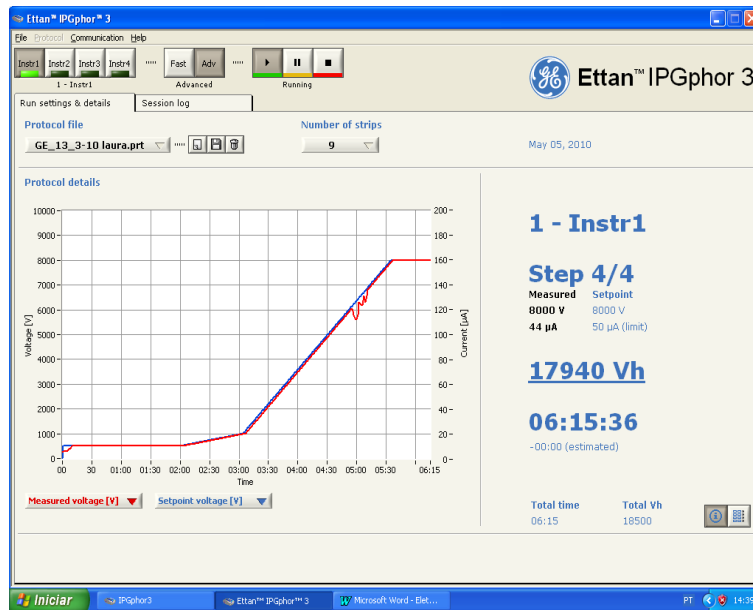 Ettan™ IPGphor™ 3
File Protocol Communication Help
Instr1 Instr2 Instr3 Instr4 Fast Adv
1 - Instr1 Advanced Running
Ettan™ IPGphor 3
Run settings & details Session log
Protocol file Number of strips
GE_13_3-10 laura.prt 9
May 05, 2010
Protocol details
10000 200
9000 180
8000 160
7000 140
6000 120
5000 100
4000 80
3000 60
2000 40
1000 20
0 0
Voltage [V]
Current [µA]
00 30 01:00 01:30 02:00 02:30 03:00 03:30 04:00 04:30 05:00 05:30 06:15
Time
Measured voltage [V] Setpoint voltage [V]
1 - Instr1
Step 4/4
Measured Setpoint
8000 V 8000 V
44 µA 50 µA (limit)
17940 Vh
06:15:36
-00:00 (estimated)
Total time Total Vh
06:15 18500
Iniciar IPGphor3 Ettan™ IPGphor™ 3 Microsoft Word - Elet... PT 14:39